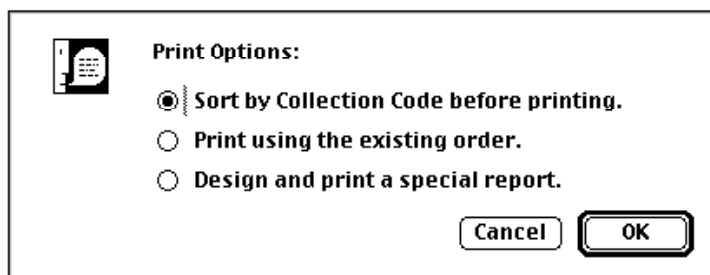 Print Options:
Sort by Collection Code before printing.
Print using the existing order.
Design and print a special report.
Cancel OK